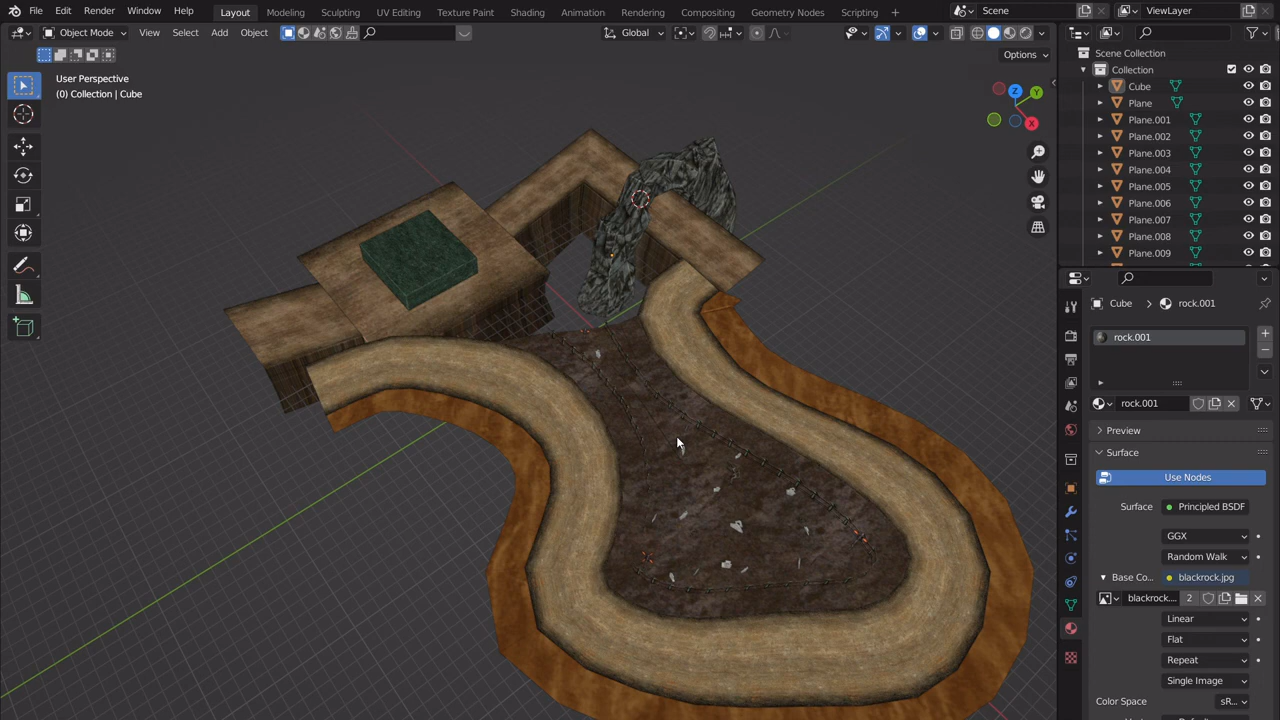 File Edit Render Window Help Layout Modeling Sculpting UV Editing Texture Paint Shading Animation Rendering Compositing Geometry Nodes Scripting Scene ViewLayer
Object Mode View Select Add Object Global
Options
User Perspective
(0) Collection | Cube
Z
Y
X
Scene Collection
Collection
Cube
Plane
Plane.001
Plane.002
Plane.003
Plane.004
Plane.005
Plane.006
Plane.007
Plane.008
Plane.009
Cube rock.001
rock.001
rock.001
Preview
Surface
Use Nodes
Surface Principled BSDF
GGX
Random Walk
Base Co... blackrock.jpg
blackrock.... 2
Linear
Flat
Repeat
Single Image
Color Space sR...